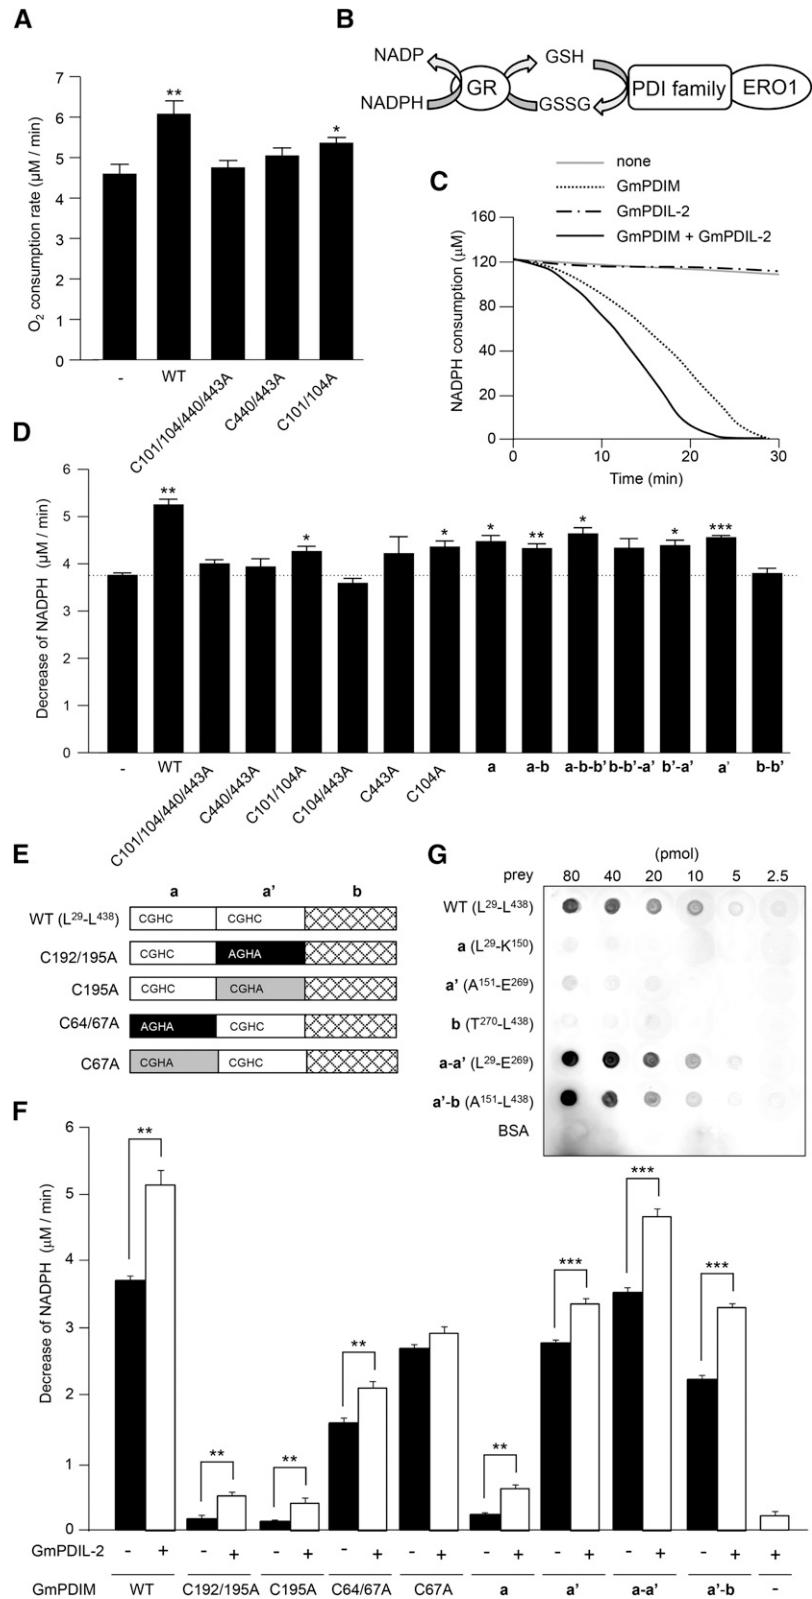 A
O₂ consumption rate (µM / min)
7
6
5
4
3
2
1
0
**
*
-
WT
C101/104/440/443A
C440/443A
C101/104A
B
NADP
NADPH
GR
GSH
GSSG
PDI family
ERO1
C
none
GmPDIM
GmPDIL-2
GmPDIM + GmPDIL-2
NADPH consumption (µM)
160
120
80
40
20
0
0 10 20 30
Time (min)
D
Decrease of NADPH (µM / min)
6
5
4
3
2
1
0
**
*
*
*
**
*
*
***
-
WT
C101/104/440/443A
C440/443A
C101/104A
C104/443A
C443A
C104A
a
a-b
a-b-b'
b-b'-a'
b'-a'
a'
b-b'
E
a a' b
WT (L²⁹-L⁴³⁸) CGHC CGHC
C192/195A CGHC AGHA
C195A CGHC CGHA
C64/67A AGHA CGHC
C67A CGHA CGHC
G
(pmol)
prey 80 40 20 10 5 2.5
WT (L²⁹-L⁴³⁸)
a (L²⁹-K¹⁵⁰)
a' (A¹⁵¹-E²⁶⁹)
b (T²⁷⁰-L⁴³⁸)
a-a' (L²⁹-E²⁶⁹)
a'-b (A¹⁵¹-L⁴³⁸)
BSA
F
Decrease of NADPH (µM / min)
6
5
4
3
2
1
0
**
**
**
**
**
***
***
***
GmPDIL-2 - + - + - + - + - + - + - + - + - + +
GmPDIM WT C192/195A C195A C64/67A C67A a a' a-a' a'-b -